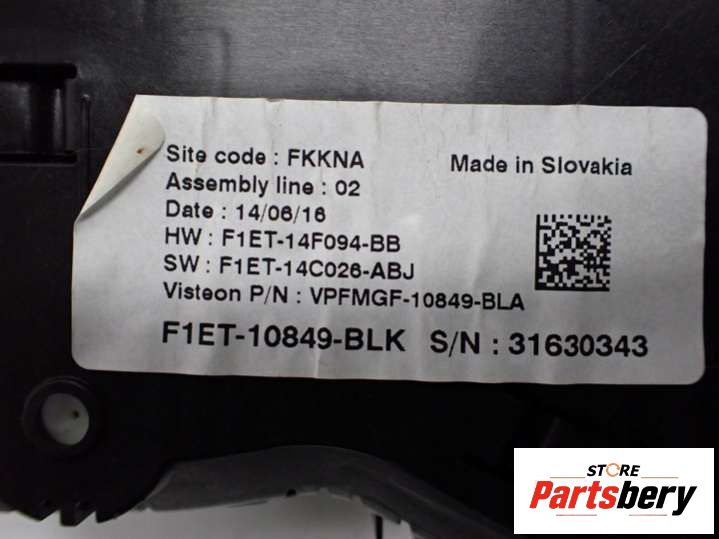 Site code : FKKNA
Made in Slovakia
Assembly line : 02
Date : 14/06/16
HW : F1ET-14F094-BB
SW : F1ET-14C026-ABJ
Visteon P/N : VPFMGF-10849-BLA
F1ET-10849-BLK S/N : 31630343
STORE
Partsbery